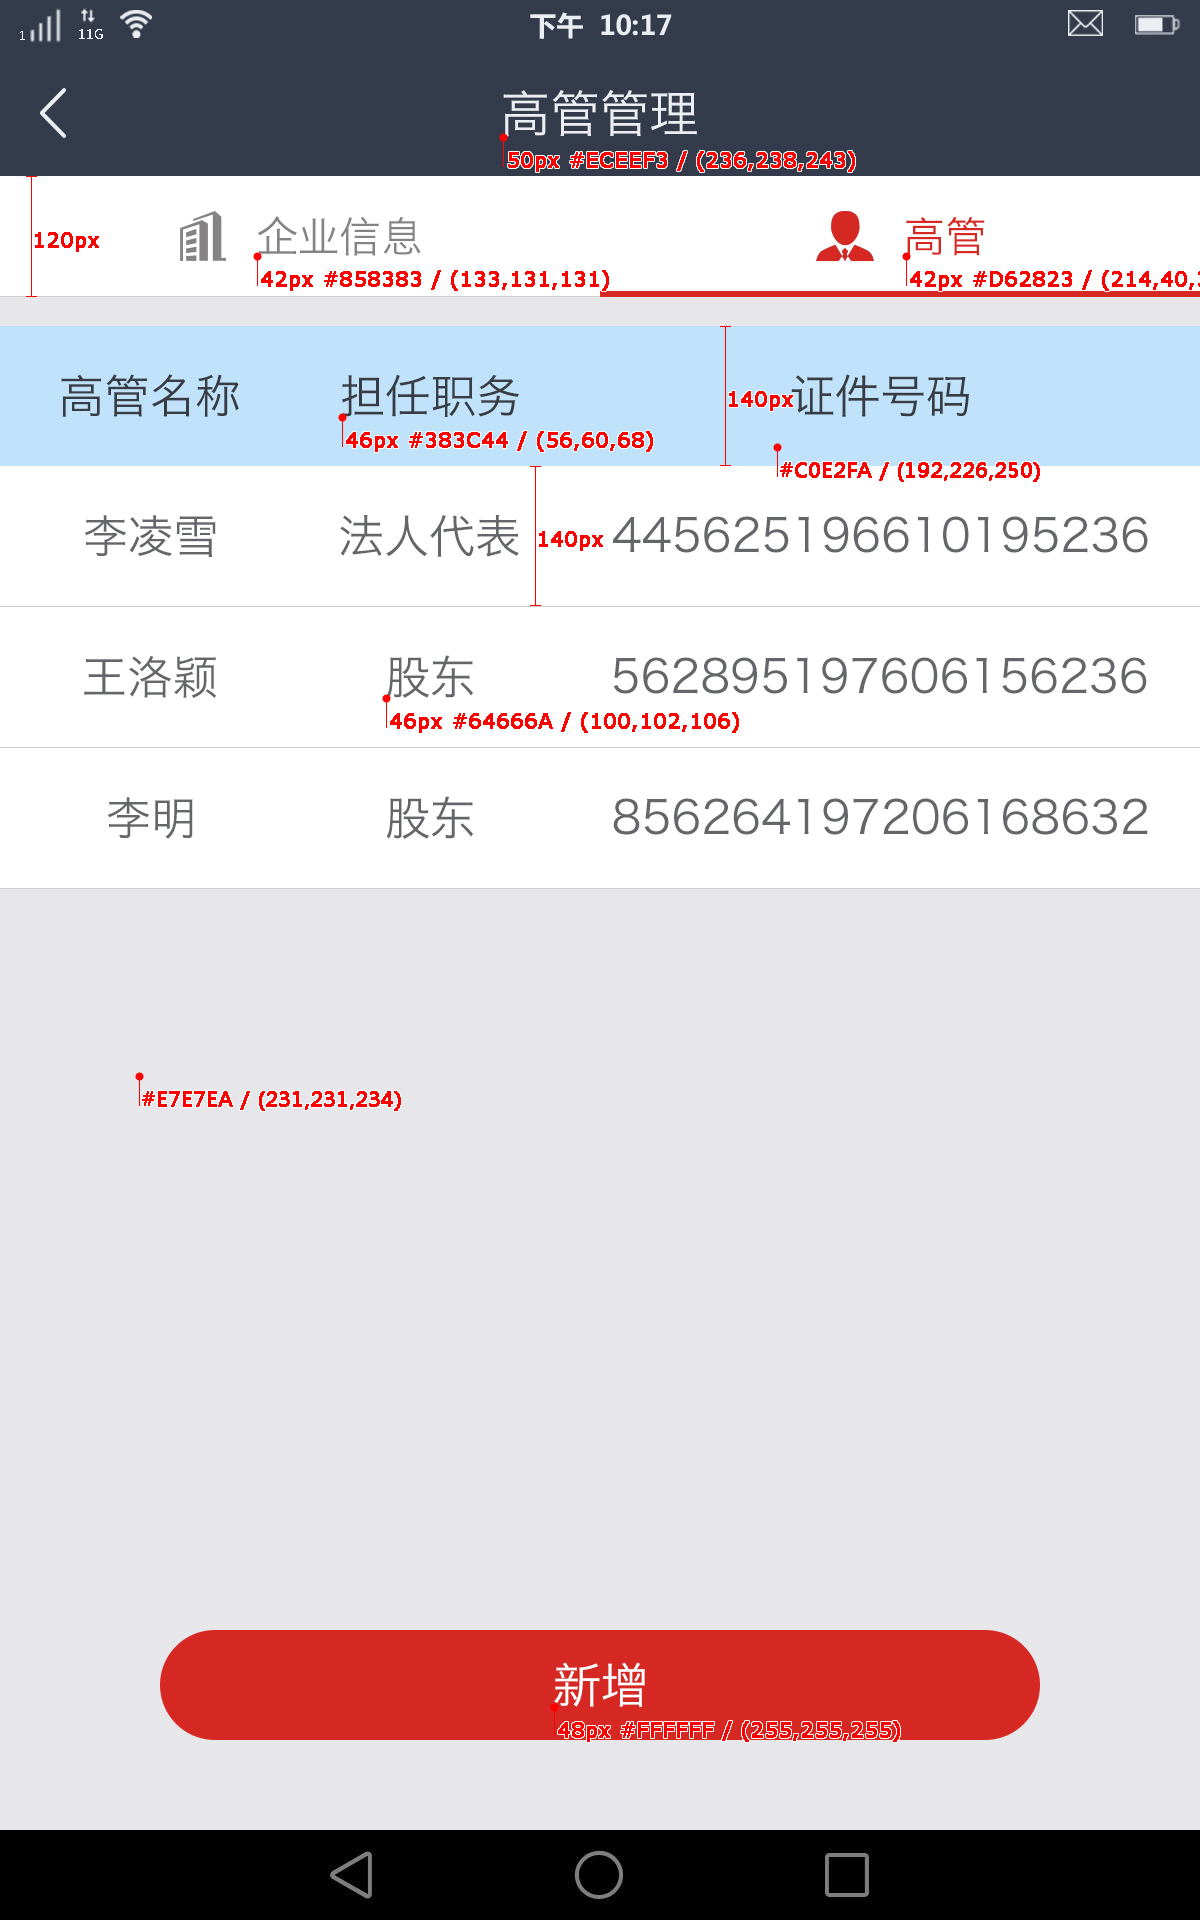 1 11G 下午 10:17
高管管理
50px #ECEEF3 / (236,238,243)
企业信息 高管
120px
42px #858383 / (133,131,131) 42px #D62823 / (214,40,3
高管名称 担任职务 140px 证件号码
46px #383C44 / (56,60,68)
#C0E2FA / (192,226,250)
李凌雪 法人代表 140px 445625196610195236
王洛颖 股东 562895197606156236
46px #64666A / (100,102,106)
李明 股东 856264197206168632
#E7E7EA / (231,231,234)
新增
48px #FFFFFF / (255,255,255)